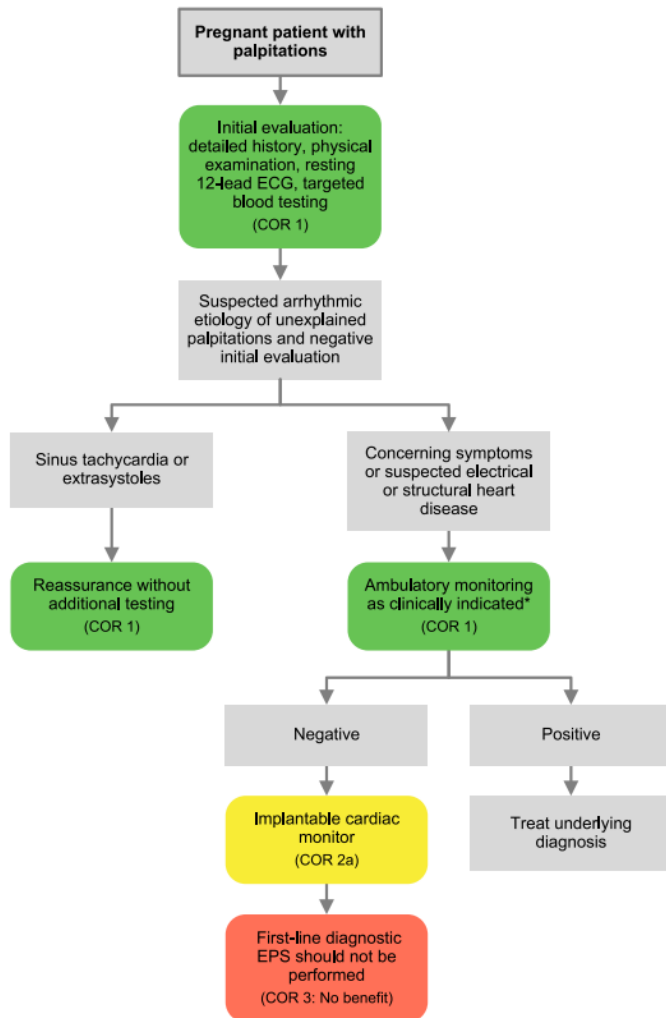 Pregnant patient with
palpitations
Initial evaluation:
detailed history, physical
examination, resting
12-lead ECG, targeted
blood testing
(COR 1)
Suspected arrhythmic
etiology of unexplained
palpitations and negative
initial evaluation
Sinus tachycardia or
extrasystoles
Concerning symptoms
or suspected electrical
or structural heart
disease
Reassurance without
additional testing
(COR 1)
Ambulatory monitoring
as clinically indicated*
(COR 1)
Negative
Positive
Implantable cardiac
monitor
(COR 2a)
Treat underlying
diagnosis
First-line diagnostic
EPS should not be
performed
(COR 3: No benefit)